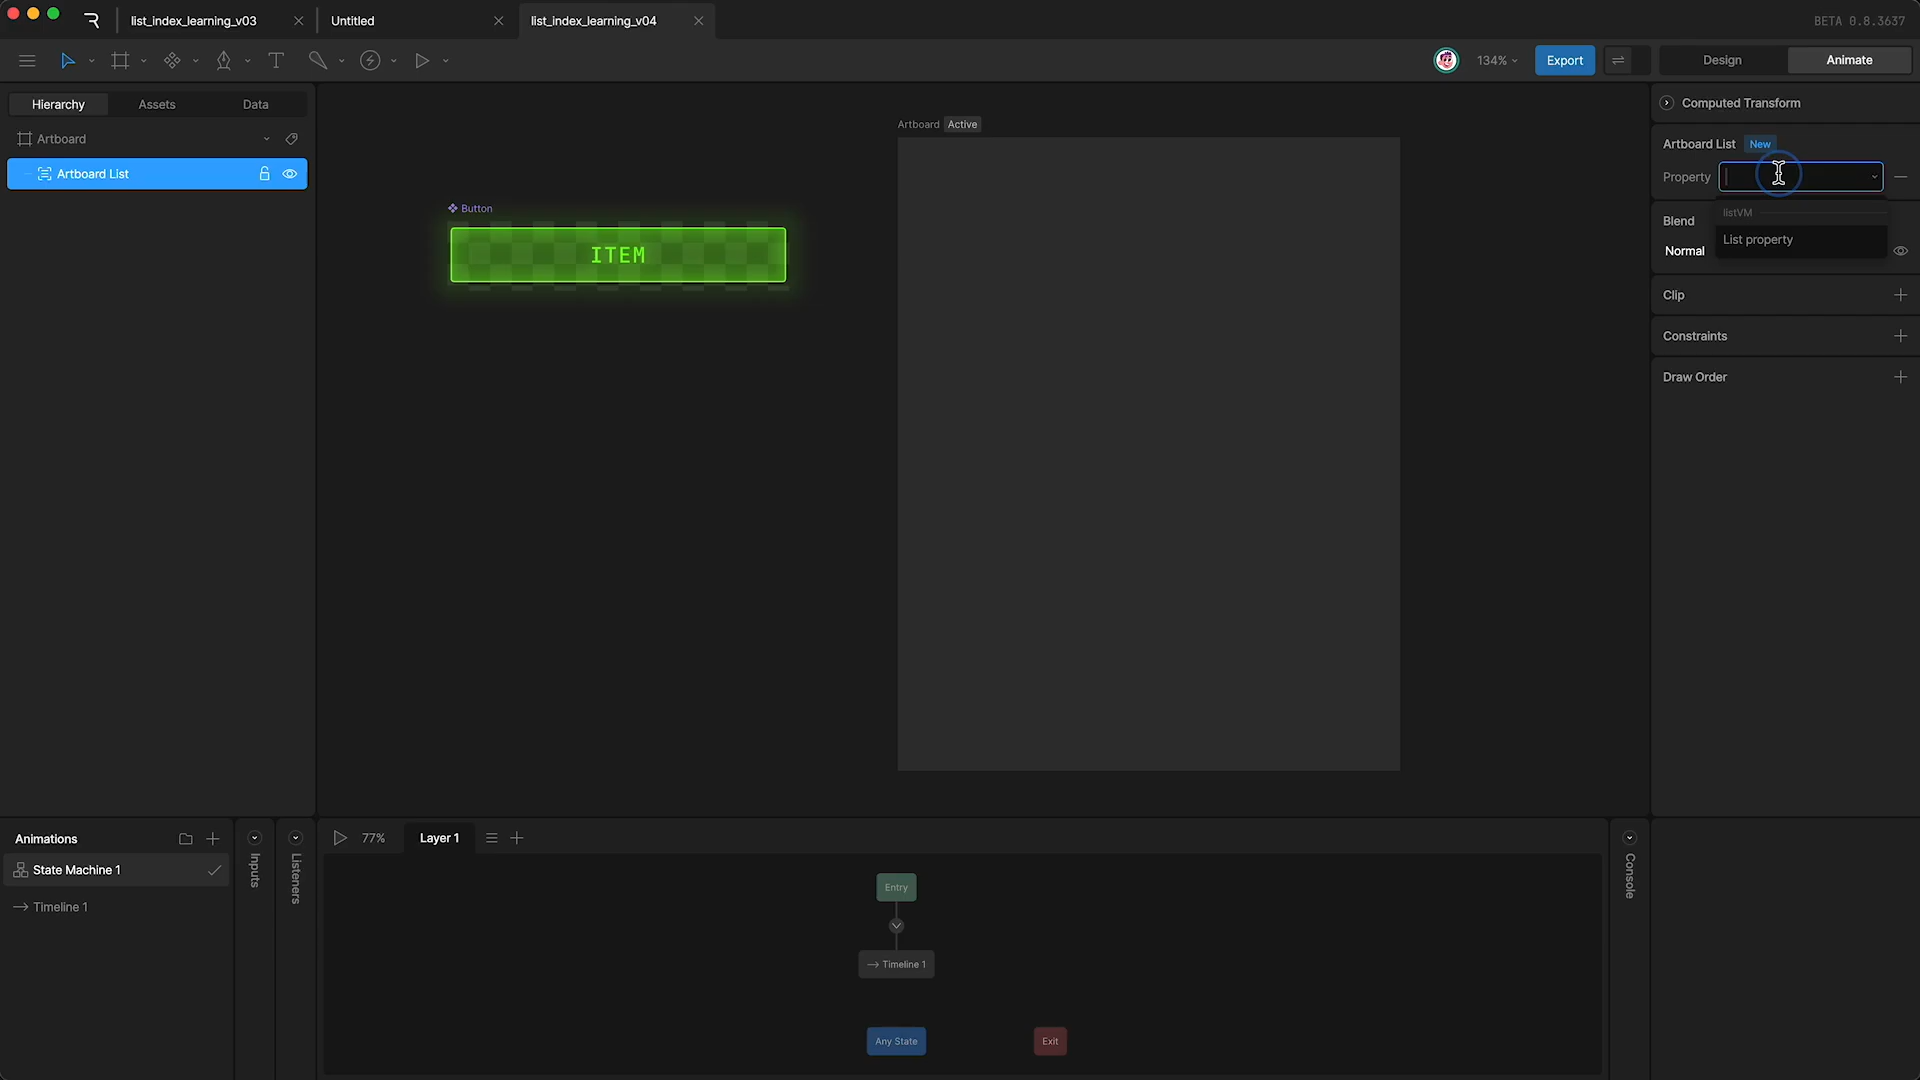 list_index_learning_v03
Untitled
list_index_learning_v04
BETA 0.8.3637
134%
Export
Design
Animate
Hierarchy
Assets
Data
Artboard
Artboard List
Artboard
Active
Button
ITEM
Computed Transform
Artboard List
New
Property
listVM
List property
Blend
Normal
Clip
Constraints
Draw Order
Animations
State Machine 1
Timeline 1
Inputs
Listeners
77%
Layer 1
Entry
Timeline 1
Any State
Exit
Console